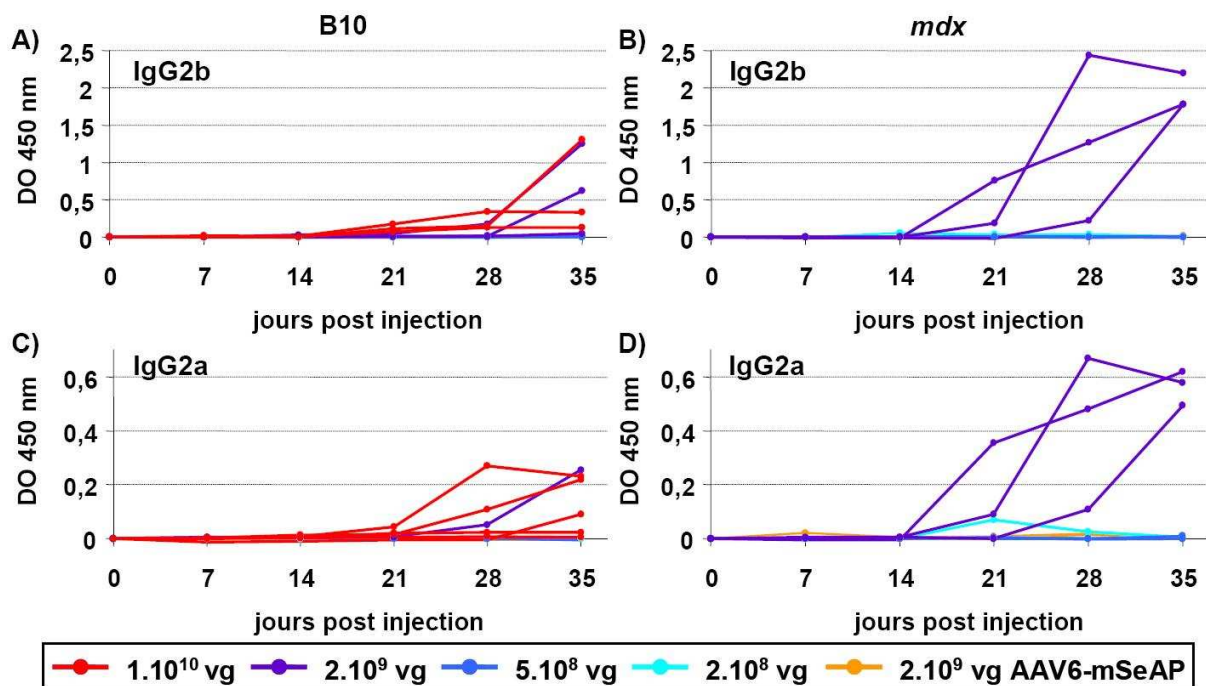 B10
mdx
A)
IgG2b
DO 450 nm
2,5
2
1,5
1
0,5
0
0 7 14 21 28 35
jours post injection
B)
IgG2b
DO 450 nm
2,5
2
1,5
1
0,5
0
0 7 14 21 28 35
jours post injection
C)
IgG2a
DO 450 nm
0,6
0,4
0,2
0
0 7 14 21 28 35
jours post injection
D)
IgG2a
DO 450 nm
0,6
0,4
0,2
0
0 7 14 21 28 35
jours post injection
1.10¹⁰ vg 2.10⁹ vg 5.10⁸ vg 2.10⁸ vg 2.10⁹ vg AAV6-mSeAP